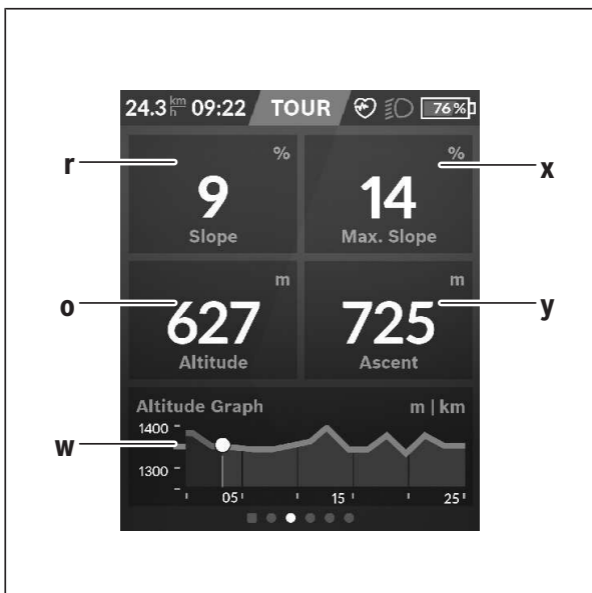 24.3 km/h 09:22 TOUR 76%
r % % x
9 14
Slope Max. Slope
o m m y
627 725
Altitude Ascent
Altitude Graph m | km
w 1400
1300
05 15 25